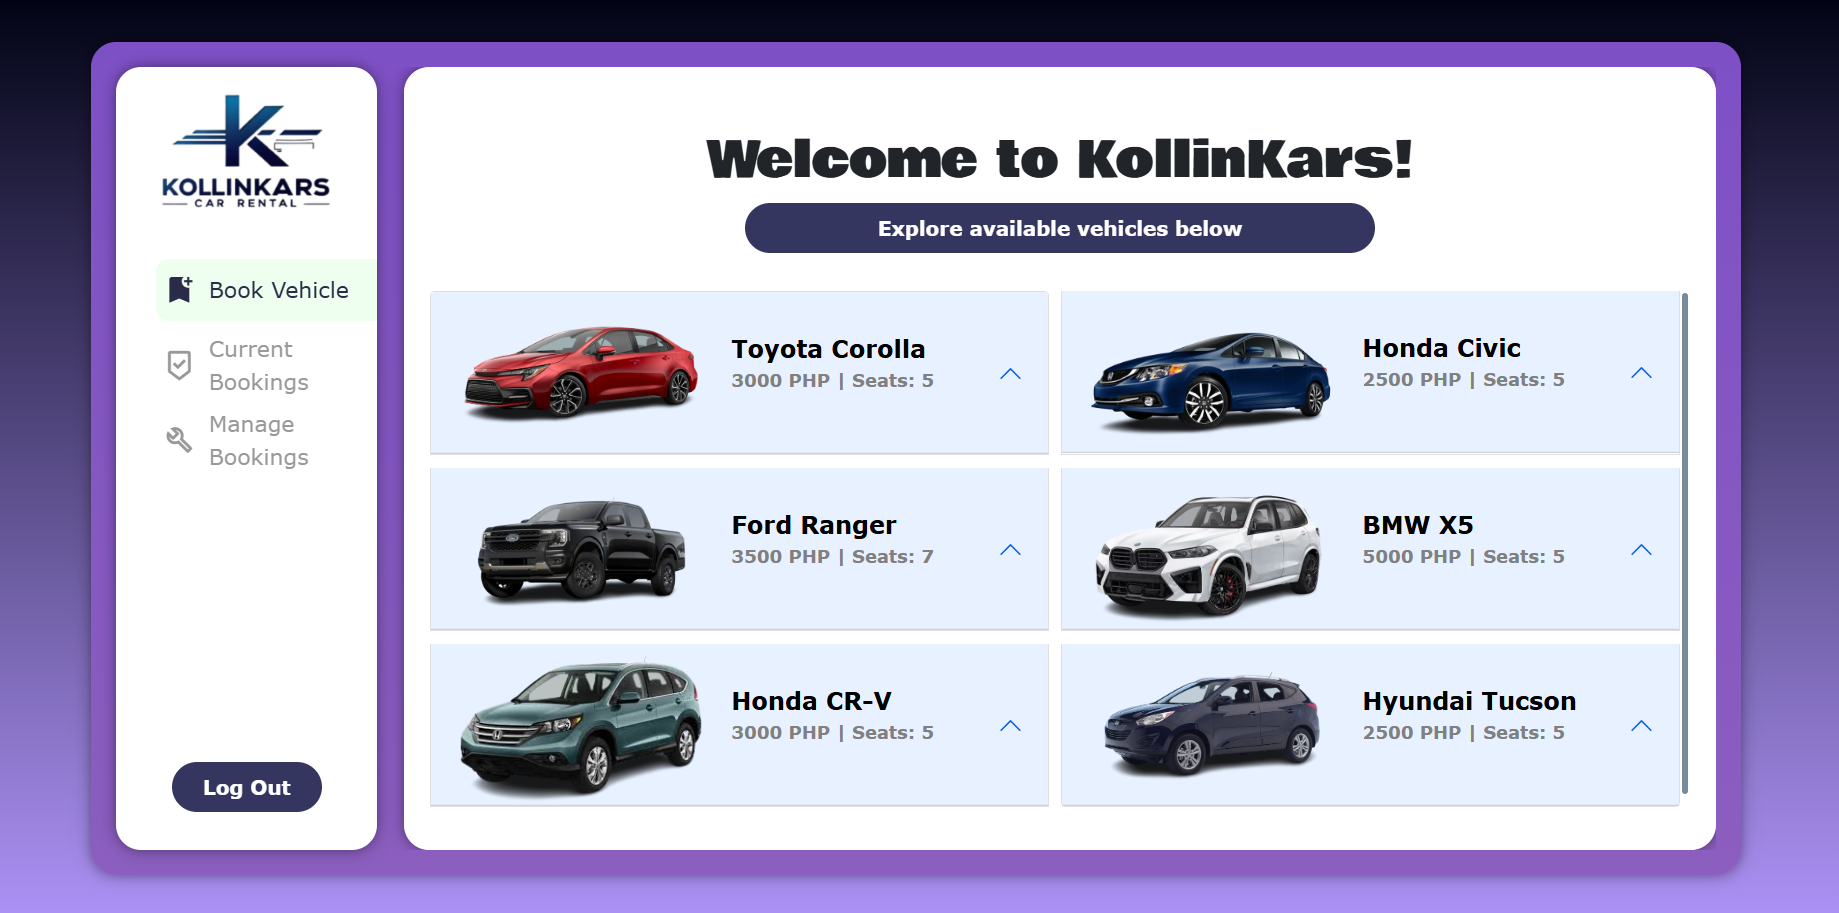 KOLLINKARS
CAR RENTAL
Book Vehicle
Current
Bookings
Manage
Bookings
Log Out
Welcome to KollinKars!
Explore available vehicles below
Toyota Corolla
3000 PHP | Seats: 5
Honda Civic
2500 PHP | Seats: 5
Ford Ranger
3500 PHP | Seats: 7
BMW X5
5000 PHP | Seats: 5
Honda CR-V
3000 PHP | Seats: 5
Hyundai Tucson
2500 PHP | Seats: 5